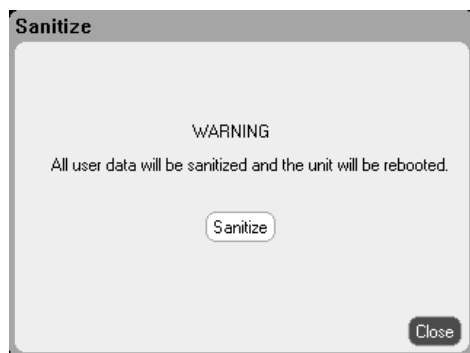 Sanitize
WARNING
All user data will be sanitized and the unit will be rebooted.
Sanitize
Close